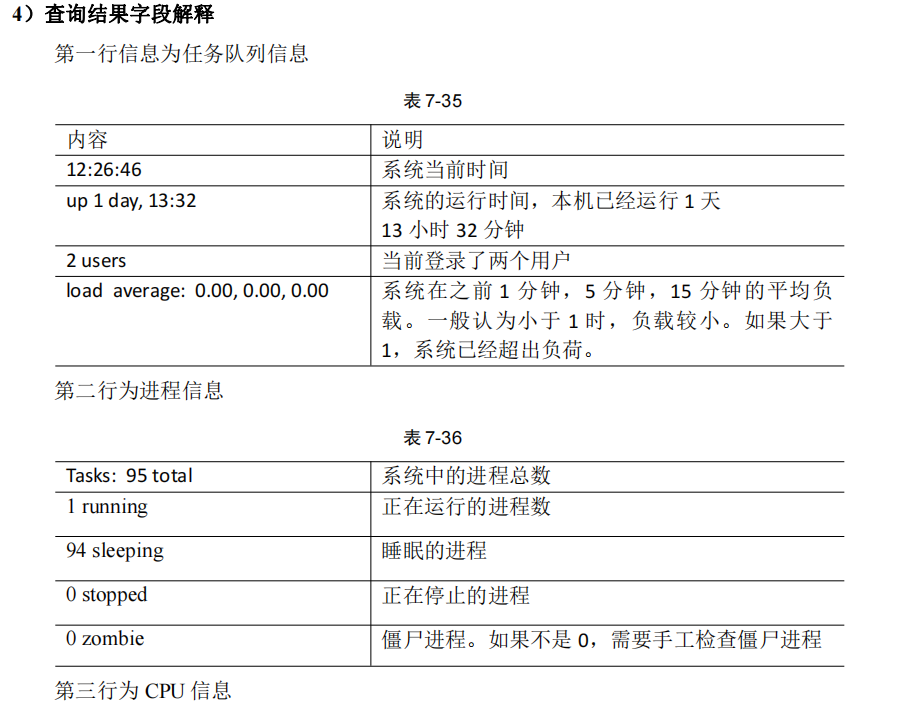 4）查询结果字段解释
第一行信息为任务队列信息
表 7-35
内容 说明
12:26:46 系统当前时间
up 1 day, 13:32 系统的运行时间，本机已经运行 1 天
13 小时 32 分钟
2 users 当前登录了两个用户
load average: 0.00, 0.00, 0.00 系统在之前 1 分钟，5 分钟，15 分钟的平均负
载。一般认为小于 1 时，负载较小。如果大于
1，系统已经超出负荷。
第二行为进程信息
表 7-36
Tasks: 95 total 系统中的进程总数
1 running 正在运行的进程数
94 sleeping 睡眠的进程
0 stopped 正在停止的进程
0 zombie 僵尸进程。如果不是 0，需要手工检查僵尸进程
第三行为 CPU 信息